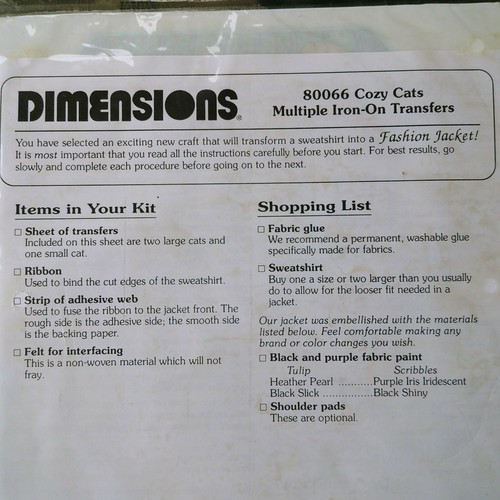 DIMENSIONS®
80066 Cozy Cats
Multiple Iron-On Transfers
You have selected an exciting new craft that will transform a sweatshirt into a Fashion Jacket!
It is most important that you read all the instructions carefully before you start. For best results, go
slowly and complete each procedure before going on to the next.
Items in Your Kit
□ Sheet of transfers
Included on this sheet are two large cats and
one small cat.
□ Ribbon
Used to bind the cut edges of the sweatshirt.
□ Strip of adhesive web
Used to fuse the ribbon to the jacket front. The
rough side is the adhesive side; the smooth side
is the backing paper.
□ Felt for interfacing
This is a non-woven material which will not
fray.
Shopping List
□ Fabric glue
We recommend a permanent, washable glue
specifically made for fabrics.
□ Sweatshirt
Buy one a size or two larger than you usually
do to allow for the looser fit needed in a
jacket.
Our jacket was embellished with the materials
listed below. Feel comfortable making any
brand or color changes you wish.
□ Black and purple fabric paint
Tulip Scribbles
Heather Pearl ...........Purple Iris Iridescent
Black Slick ................Black Shiny
□ Shoulder pads
These are optional.